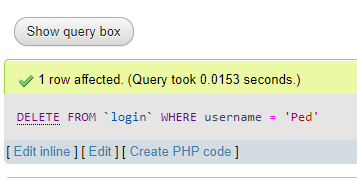 Show query box
1 row affected. (Query took 0.0153 seconds.)
DELETE FROM `login` WHERE username = 'Ped'
[ Edit inline ] [ Edit ] [ Create PHP code ]